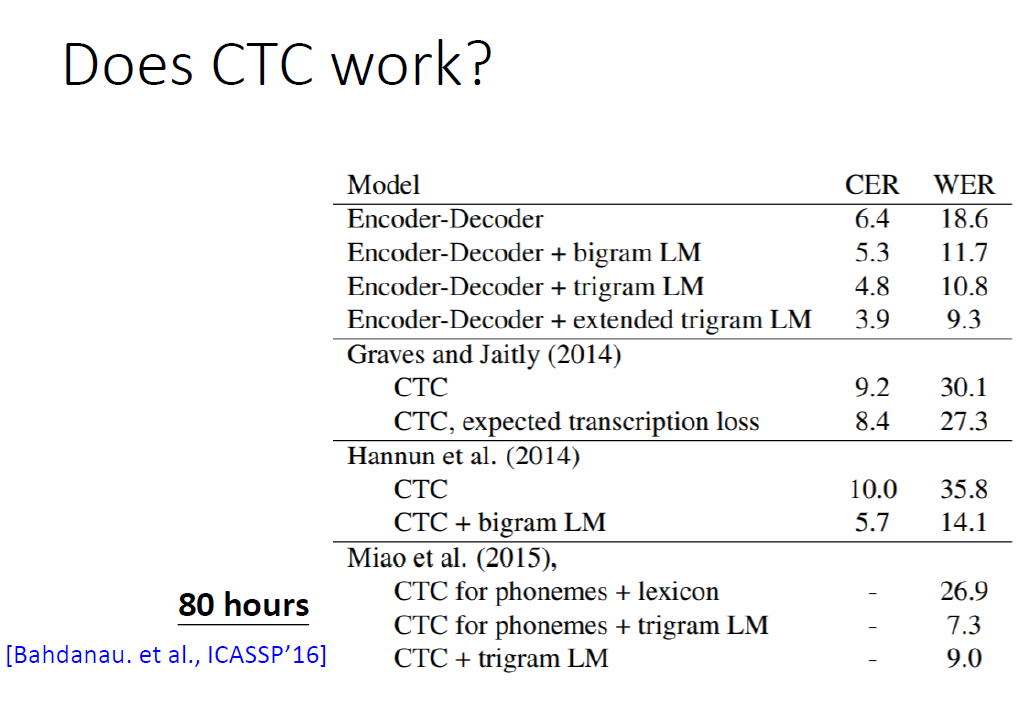 Does CTC work?
Model CER WER
Encoder-Decoder 6.4 18.6
Encoder-Decoder + bigram LM 5.3 11.7
Encoder-Decoder + trigram LM 4.8 10.8
Encoder-Decoder + extended trigram LM 3.9 9.3
Graves and Jaitly (2014)
CTC 9.2 30.1
CTC, expected transcription loss 8.4 27.3
Hannun et al. (2014)
CTC 10.0 35.8
CTC + bigram LM 5.7 14.1
Miao et al. (2015),
CTC for phonemes + lexicon - 26.9
CTC for phonemes + trigram LM - 7.3
CTC + trigram LM - 9.0
80 hours
[Bahdanau. et al., ICASSP’16]